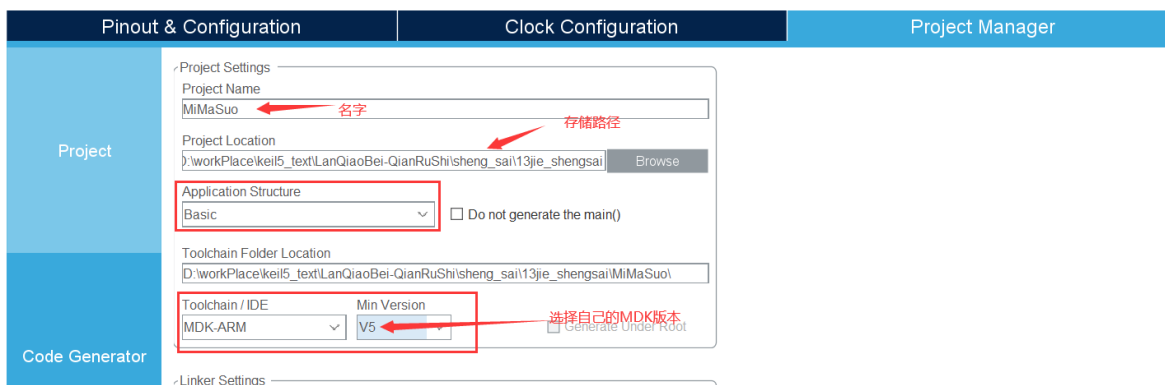 Pinout & Configuration
Clock Configuration
Project Manager
Project
Code Generator
Project Settings
Project Name
MiMaSuo
名字
存储路径
Project Location
):\workPlace\keil5_text\LanQiaoBei-QianRuShi\sheng_sai\13jie_shengsai
Browse
Application Structure
Basic
Do not generate the main()
Toolchain Folder Location
D:\workPlace\keil5_text\LanQiaoBei-QianRuShi\sheng_sai\13jie_shengsai\MiMaSuo\
Toolchain / IDE
Min Version
MDK-ARM
V5
选择自己的MDK版本
Generate Under Root
Linker Settings